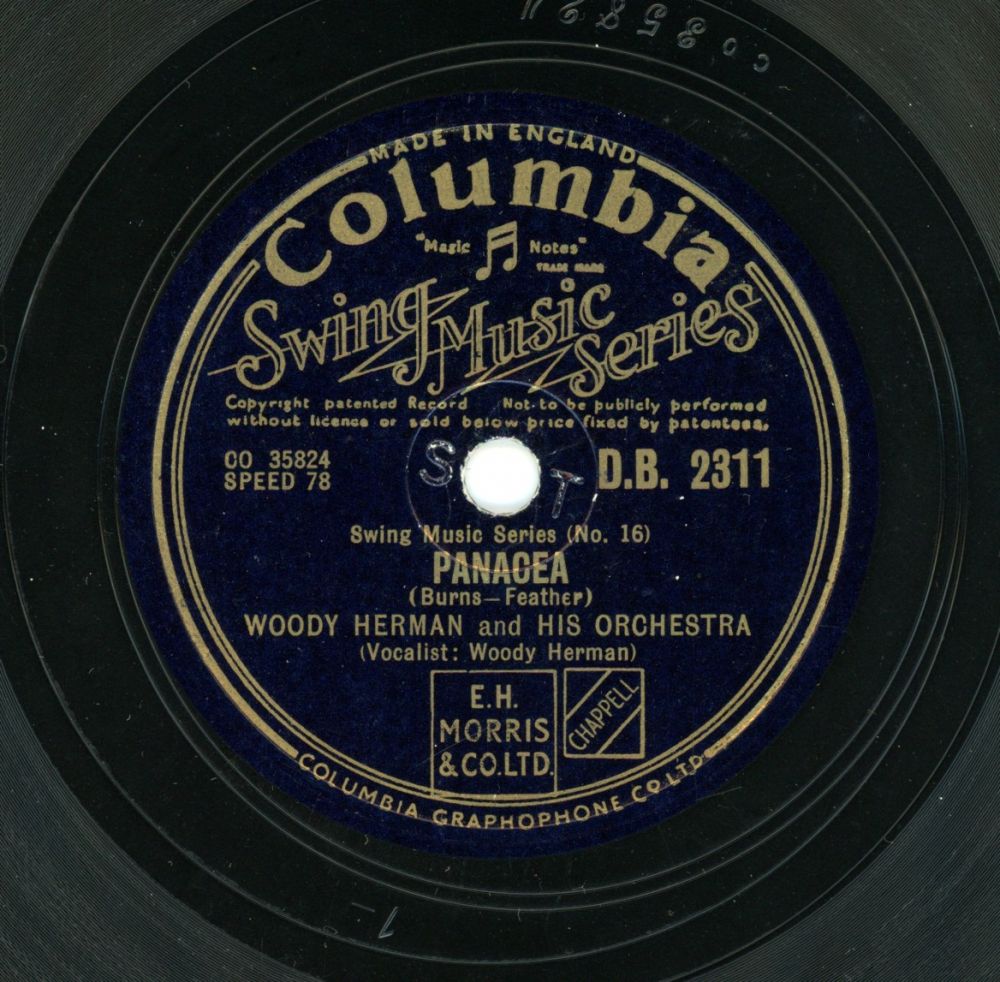 CO 35824
MADE IN ENGLAND
Columbia
"Magic Notes"
TRADE MARK
Swing Music Series
Copyright patented Record Not to be publicly performed
without licence or sold below price fixed by patentees.
CO 35824
SPEED 78
D.B. 2311
S T
Swing Music Series (No. 16)
PANACEA
(Burns—Feather)
WOODY HERMAN and HIS ORCHESTRA
(Vocalist: Woody Herman)
E.H.
MORRIS
& CO. LTD.
CHAPPELL
COLUMBIA GRAPHOPHONE CO LTD.
1-